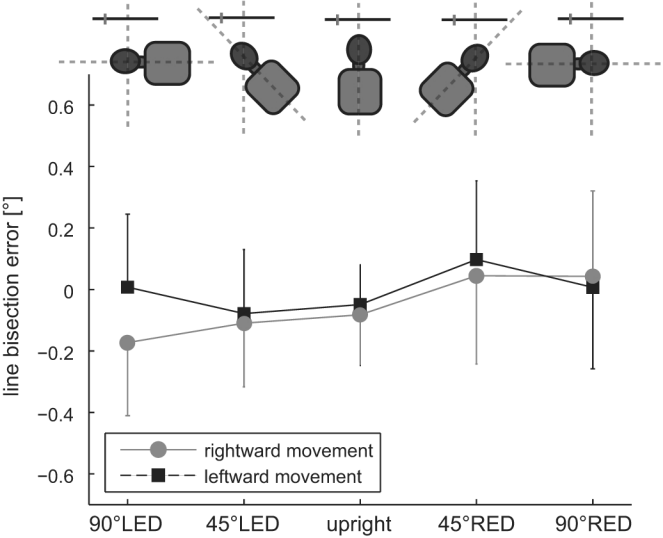 0.6
0.4
0.2
0
−0.2
−0.4
−0.6
line bisection error [°]
rightward movement
leftward movement
90°LED 45°LED upright 45°RED 90°RED